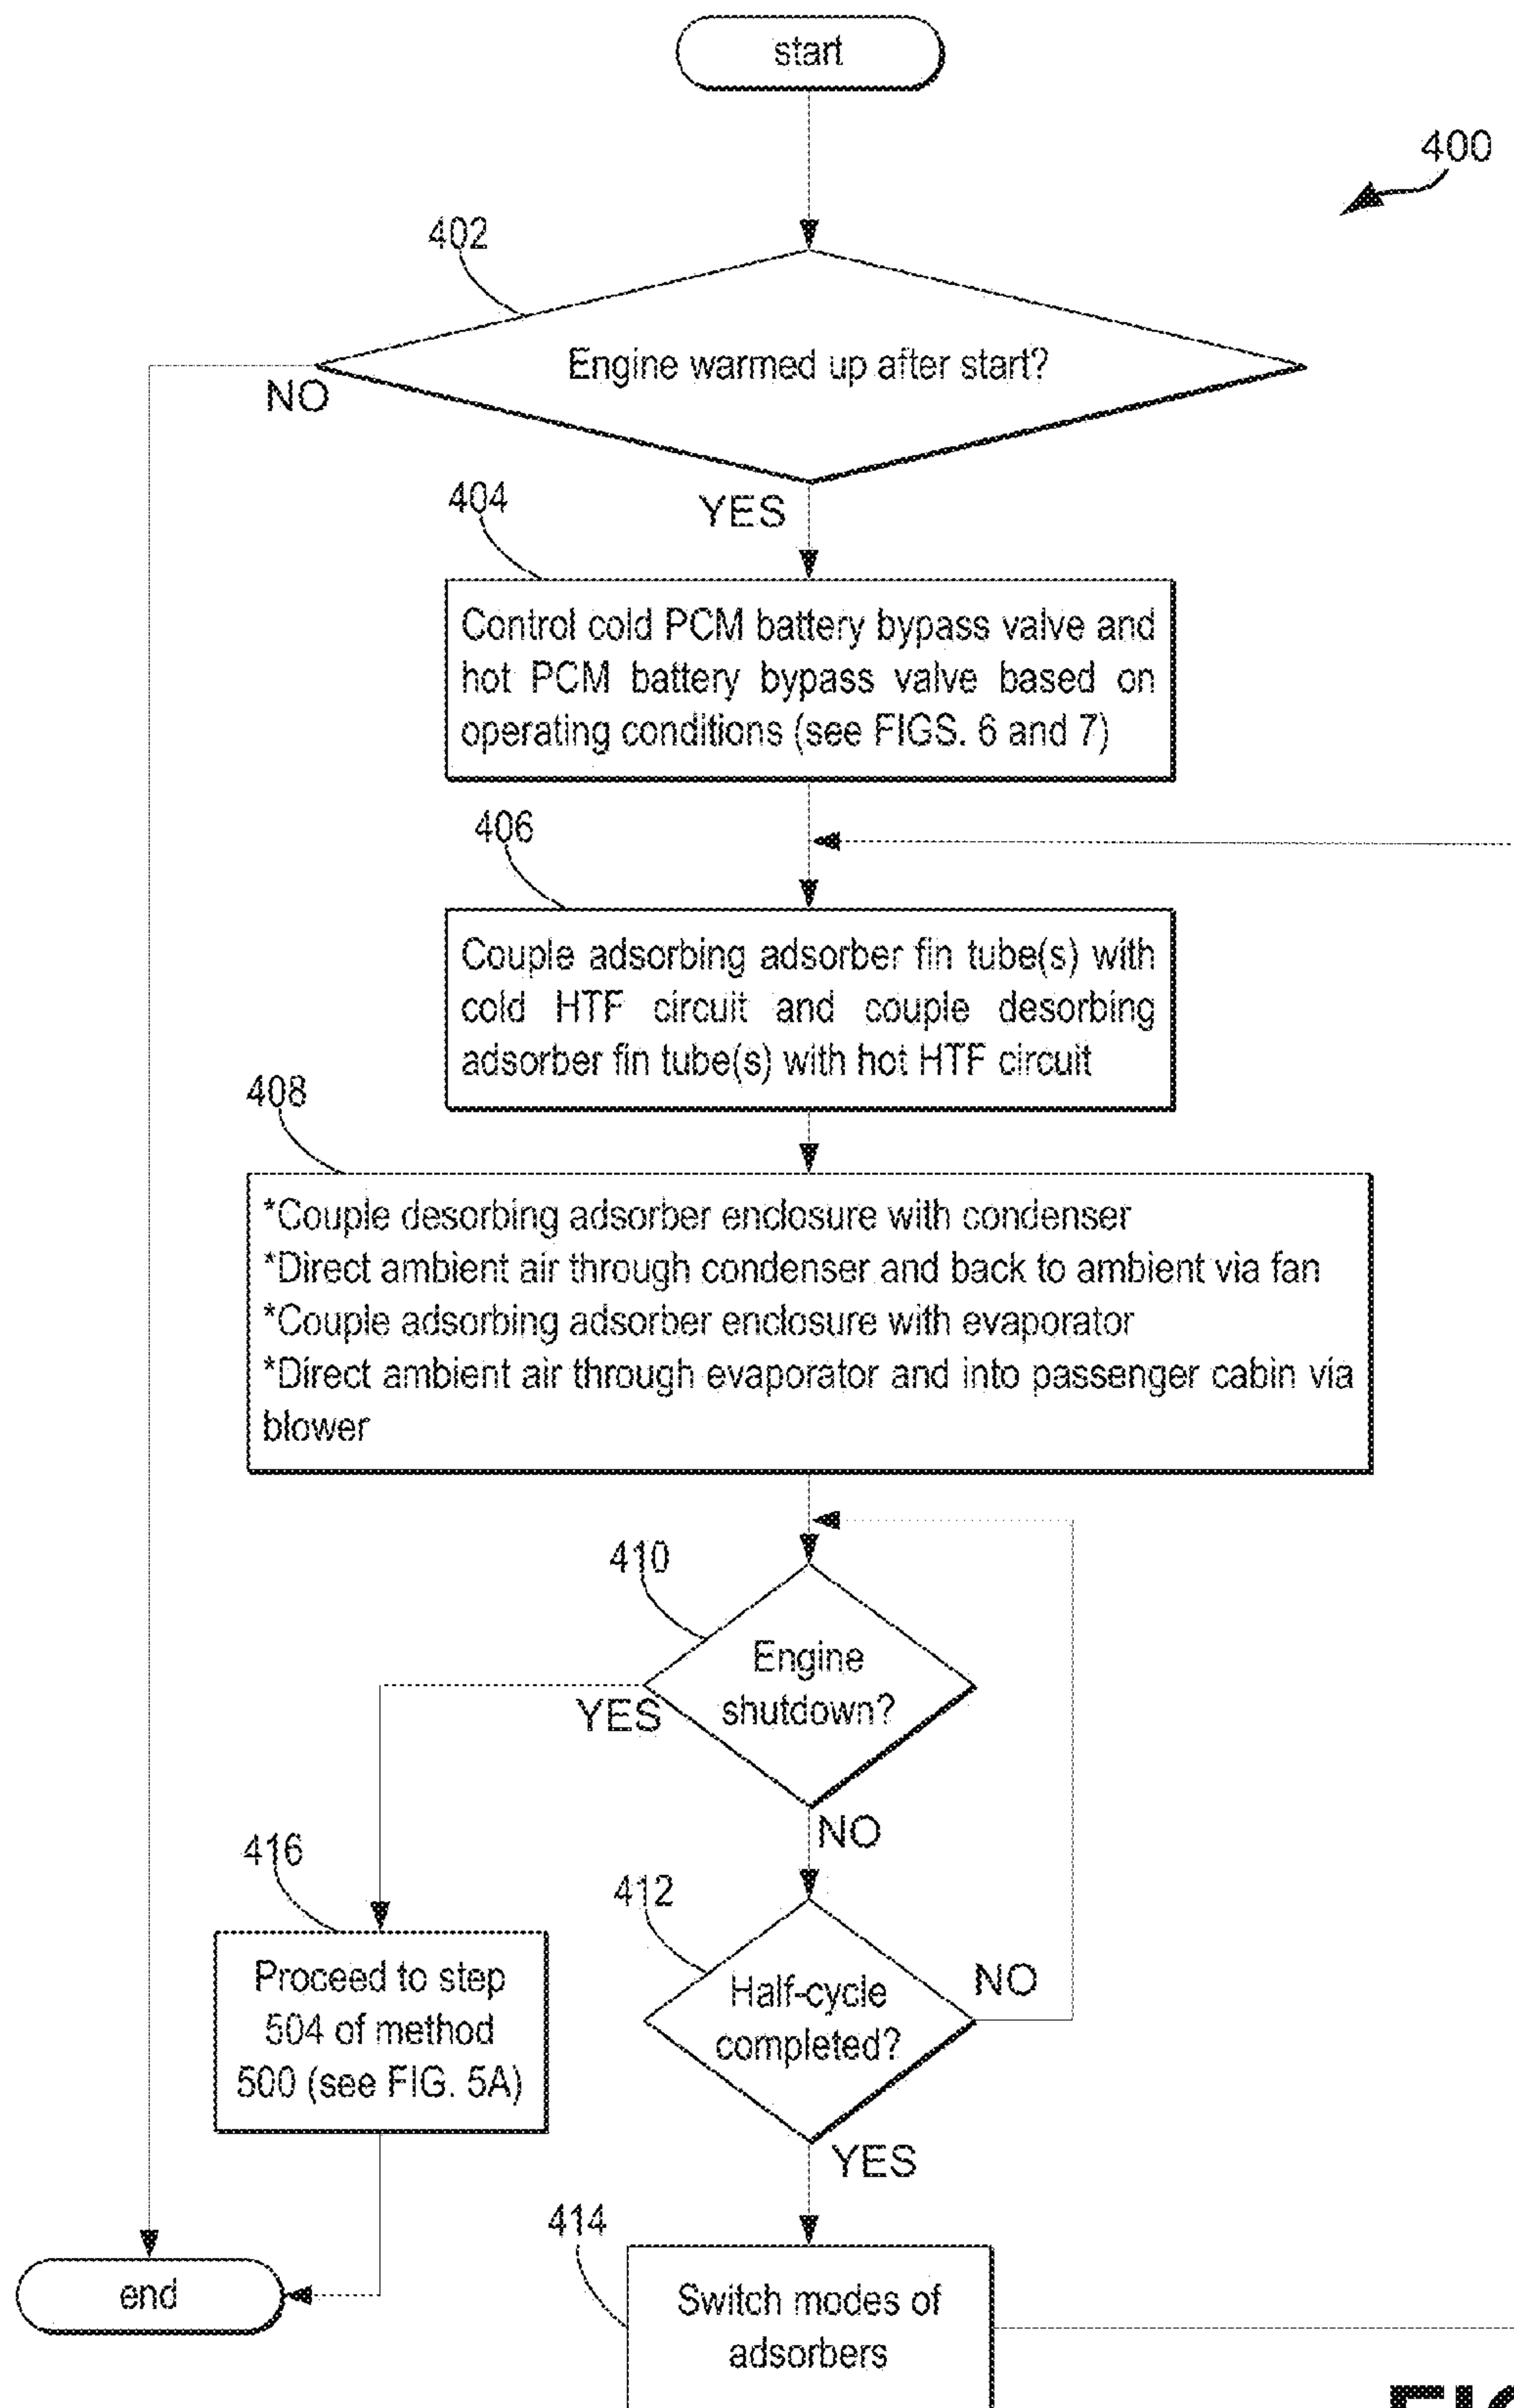 start
400
402
Engine warmed up after start?
NO
YES
404
Control cold PCM battery bypass valve and
hot PCM battery bypass valve based on
operating conditions (see FIGS. 6 and 7)
406
Couple adsorbing adsorber fin tube(s) with
cold HTF circuit and couple desorbing
adsorber fin tube(s) with hot HTF circuit
408
*Couple desorbing adsorber enclosure with condenser
*Direct ambient air through condenser and back to ambient via fan
*Couple adsorbing adsorber enclosure with evaporator
*Direct ambient air through evaporator and into passenger cabin via
blower
410
Engine
shutdown?
YES
NO
416
Proceed to step
504 of method
500 (see FIG. 5A)
412
Half-cycle
completed?
NO
YES
414
Switch modes of
adsorbers
end